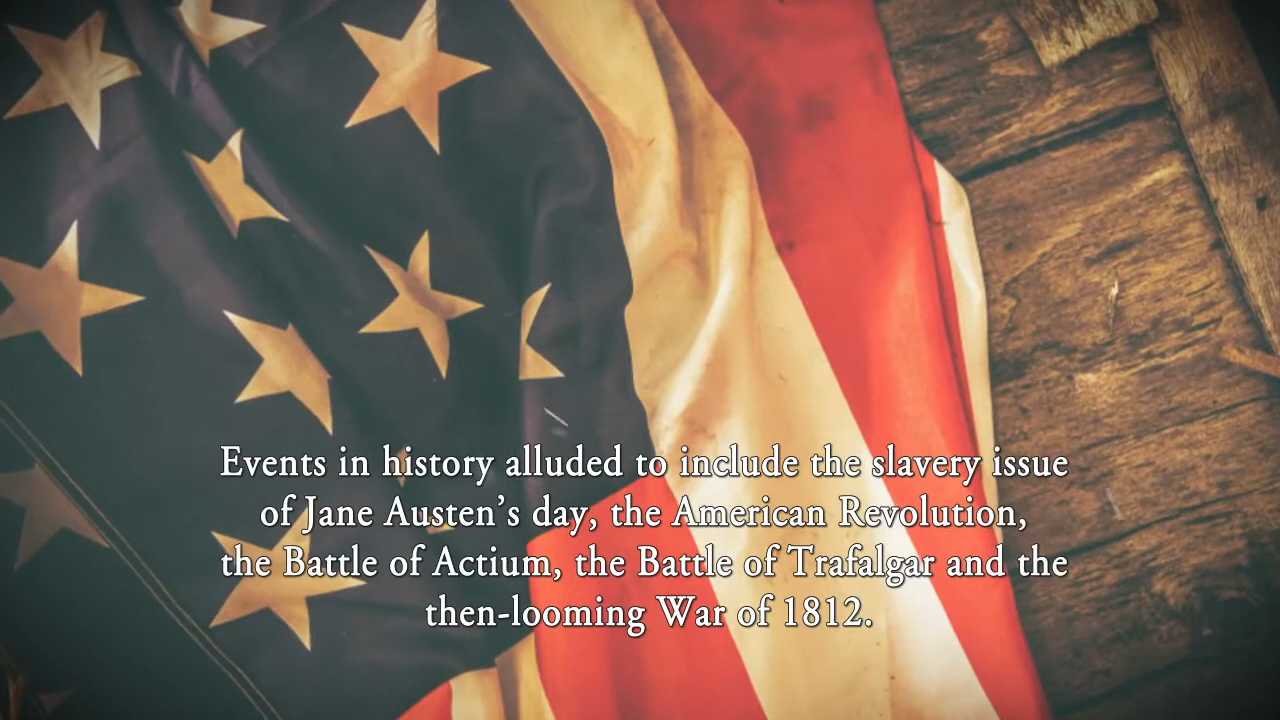 Events in history alluded to include the slavery issue
of Jane Austen’s day, the American Revolution,
the Battle of Actium, the Battle of Trafalgar and the
then-looming War of 1812.